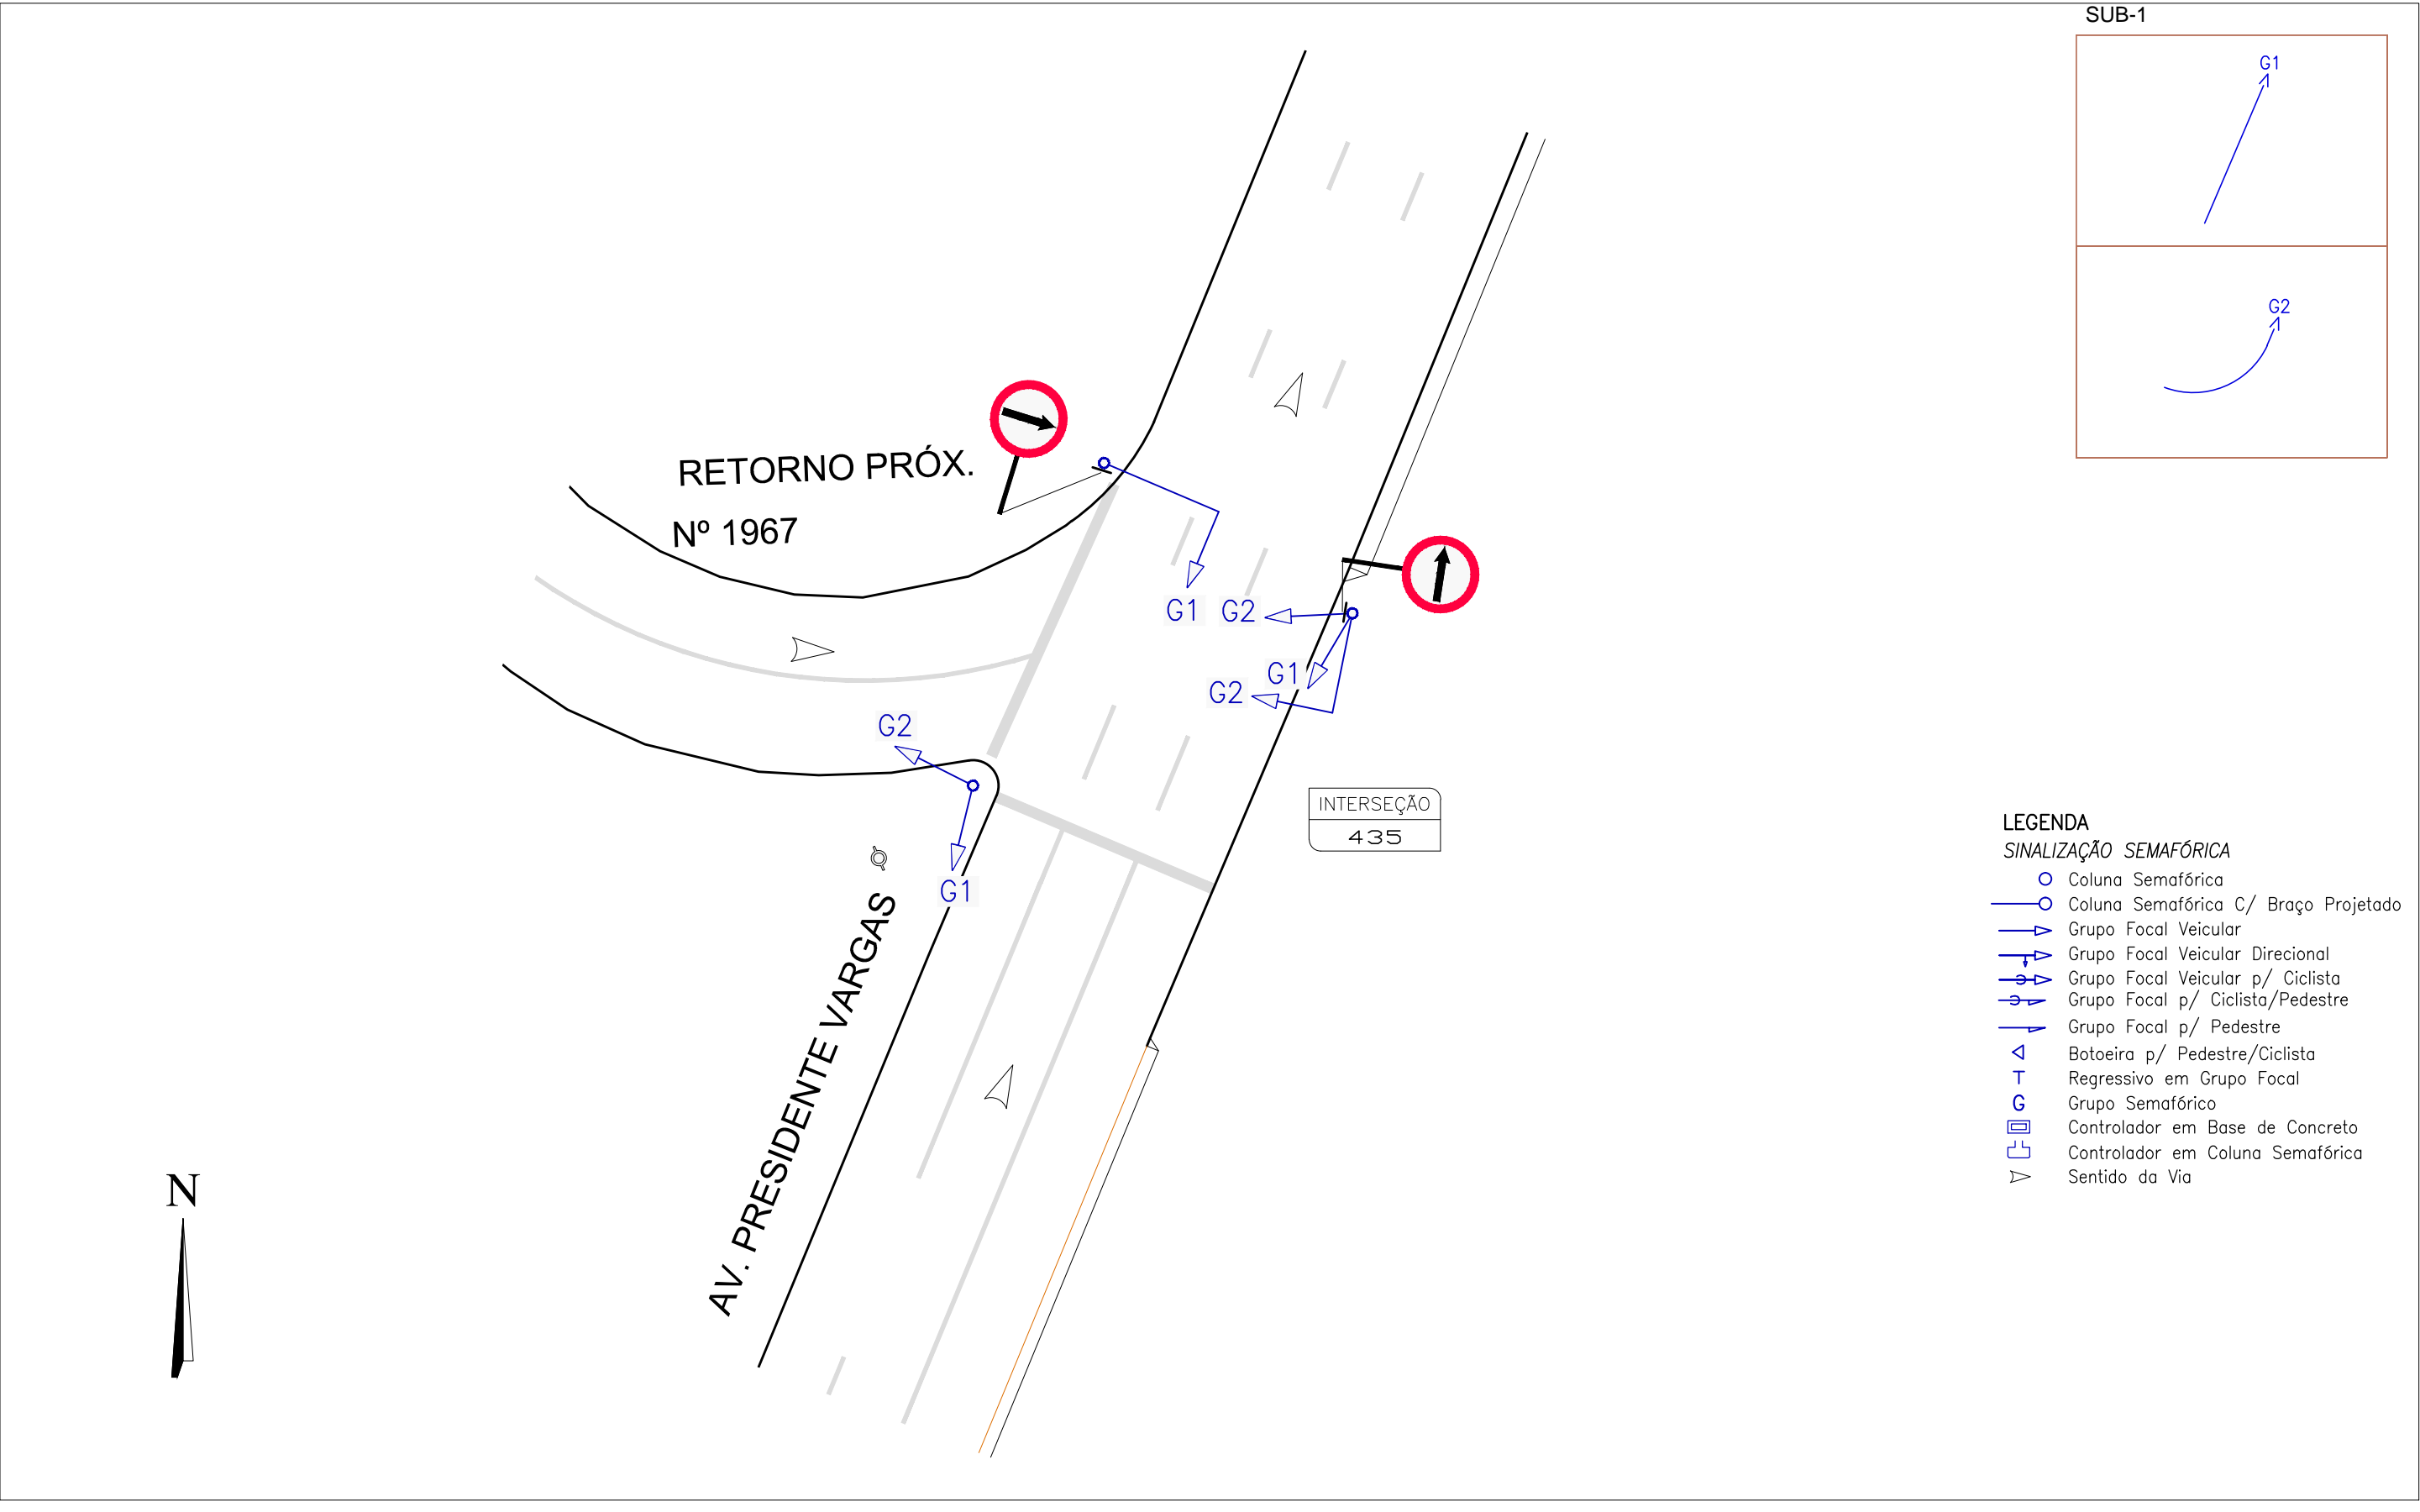 SUB-1
G1
G2
RETORNO PRÓX.
Nº 1967
G1
G2
G1
G2
G2
G1
INTERSEÇÃO
435
AV. PRESIDENTE VARGAS
N
LEGENDA
SINALIZAÇÃO SEMAFÓRICA
Coluna Semafórica
Coluna Semafórica C/ Braço Projetado
Grupo Focal Veicular
Grupo Focal Veicular Direcional
Grupo Focal Veicular p/ Ciclista
Grupo Focal p/ Ciclista/Pedestre
Grupo Focal p/ Pedestre
Botoeira p/ Pedestre/Ciclista
T Regressivo em Grupo Focal
G Grupo Semafórico
Controlador em Base de Concreto
Controlador em Coluna Semafórica
Sentido da Via